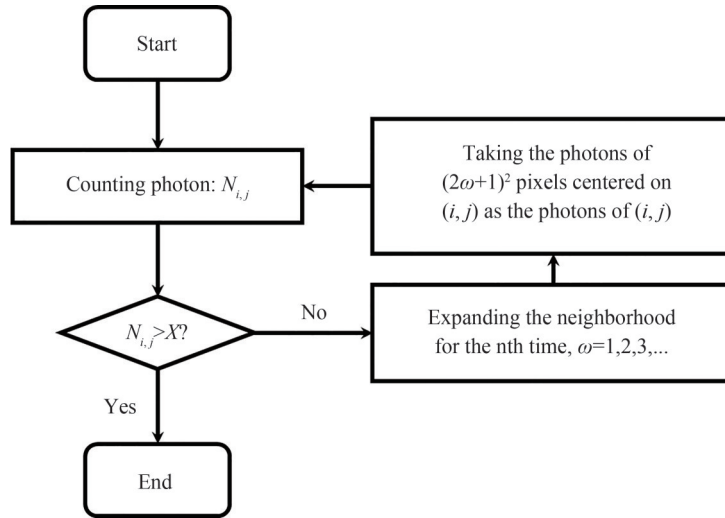 Start
Counting photon: N_{i, j}
N_{i, j}>X?
Yes
End
No
Expanding the neighborhood
for the nth time, ω=1,2,3,...
Taking the photons of
(2ω+1)² pixels centered on
(i, j) as the photons of (i, j)